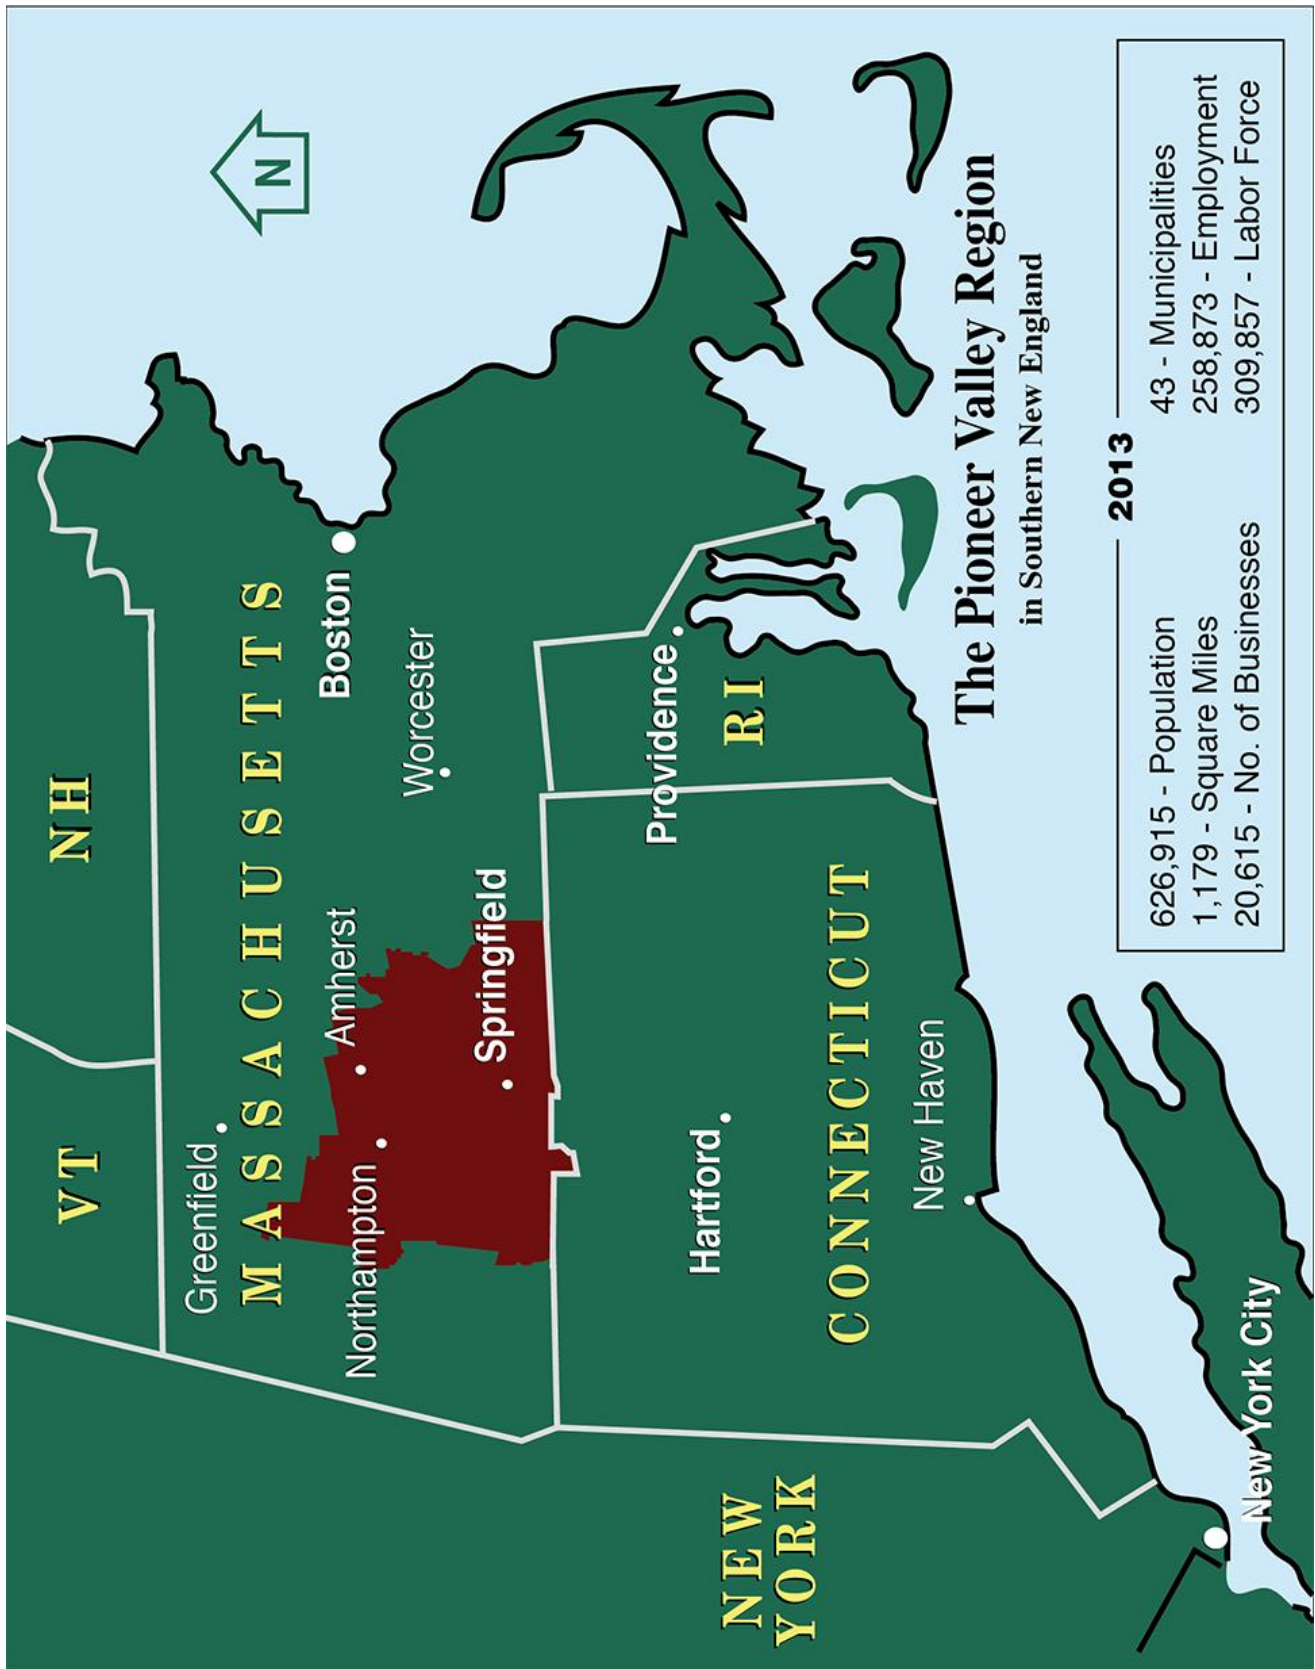 VT
NH
N
Greenfield
MASSACHUSETTS
Boston
Amherst
Northampton
Worcester
Springfield
Providence
Hartford
RI
NEW
YORK
CONNECTICUT
New Haven
New York City
The Pioneer Valley Region
in Southern New England
2013
626,915 - Population
1,179 - Square Miles
20,615 - No. of Businesses
43 - Municipalities
258,873 - Employment
309,857 - Labor Force